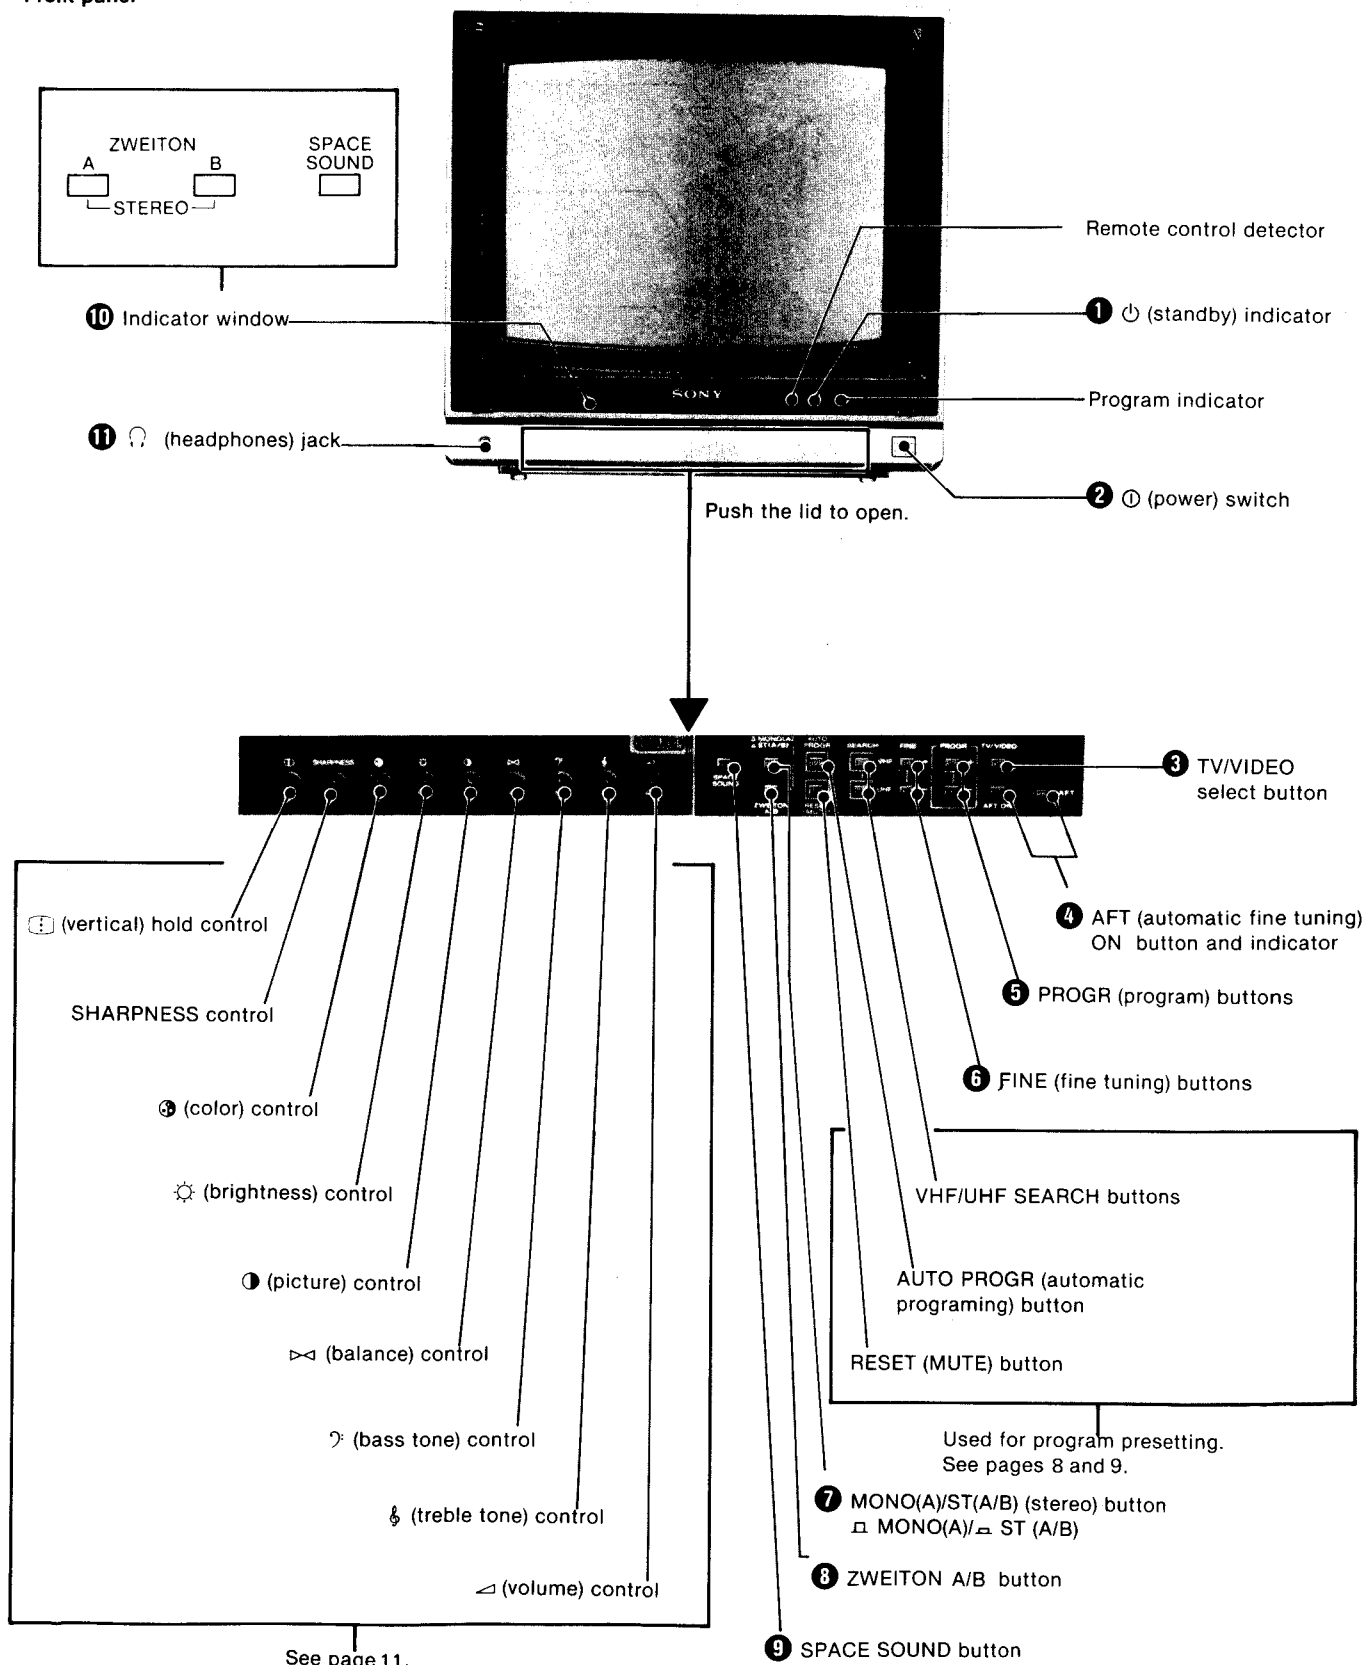 Front panel
ZWEITON
A B
STEREO
SPACE
SOUND
Remote control detector
1 ⏻ (standby) indicator
10 Indicator window
SONY
Program indicator
11 🎧 (headphones) jack
2 (power) switch
Push the lid to open.
SHARPNESS
SPACE
SOUND
MONO(A)
ST(A/B)
ZWEITON
A/B
AUTO
PROGR
RESET
SEARCH
VHF
UHF
FINE
PROGR
TV/VIDEO
AFT ON
AFT
3 TV/VIDEO
select button
4 AFT (automatic fine tuning)
ON button and indicator
5 PROGR (program) buttons
6 FINE (fine tuning) buttons
(vertical) hold control
SHARPNESS control
(color) control
(brightness) control
(picture) control
(balance) control
(bass tone) control
(treble tone) control
(volume) control
See page 11.
VHF/UHF SEARCH buttons
AUTO PROGR (automatic
programing) button
RESET (MUTE) button
Used for program presetting.
See pages 8 and 9.
7 MONO(A)/ST(A/B) (stereo) button
MONO(A)/ ST (A/B)
8 ZWEITON A/B button
9 SPACE SOUND button